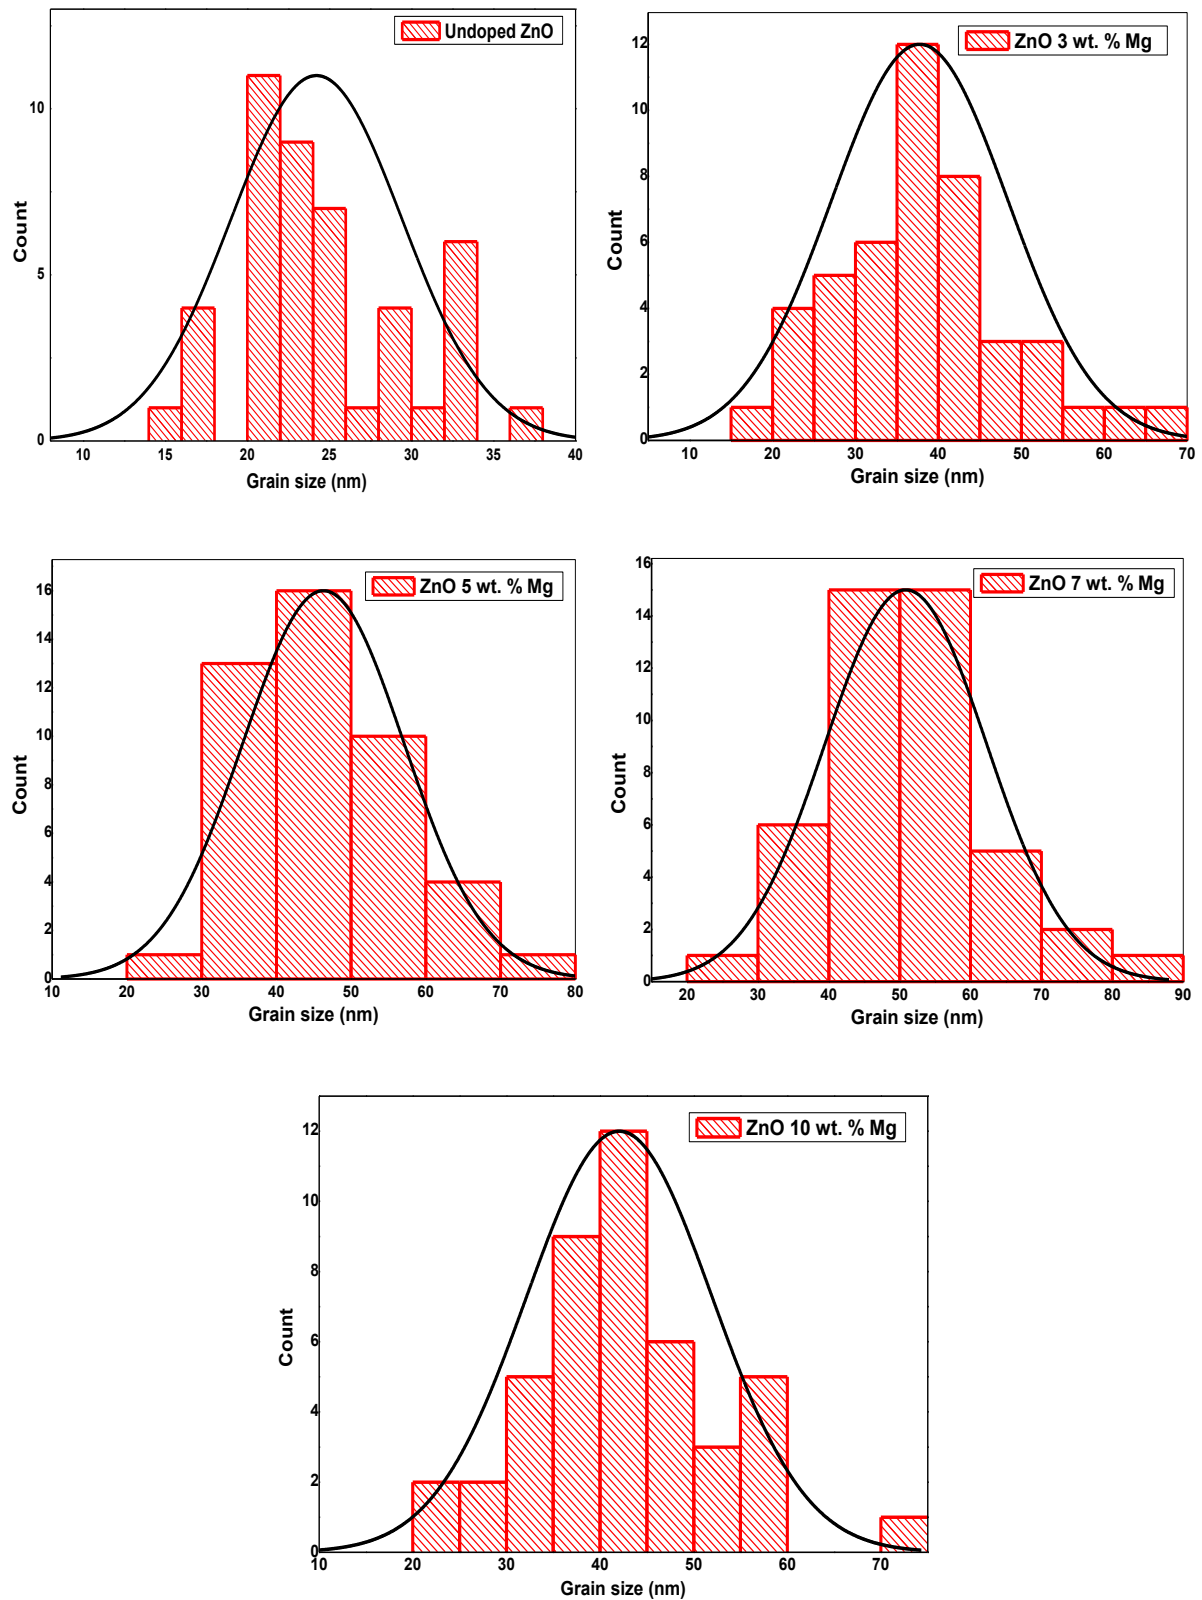 Undoped ZnO
10
5
0
Count
10 15 20 25 30 35 40
Grain size (nm)
ZnO 3 wt. % Mg
12
10
8
6
4
2
0
Count
10 20 30 40 50 60 70
Grain size (nm)
ZnO 5 wt. % Mg
16
14
12
10
8
6
4
2
0
Count
10 20 30 40 50 60 70 80
Grain size (nm)
ZnO 7 wt. % Mg
16
14
12
10
8
6
4
2
0
Count
20 30 40 50 60 70 80 90
Grain size (nm)
ZnO 10 wt. % Mg
12
10
8
6
4
2
0
Count
10 20 30 40 50 60 70
Grain size (nm)